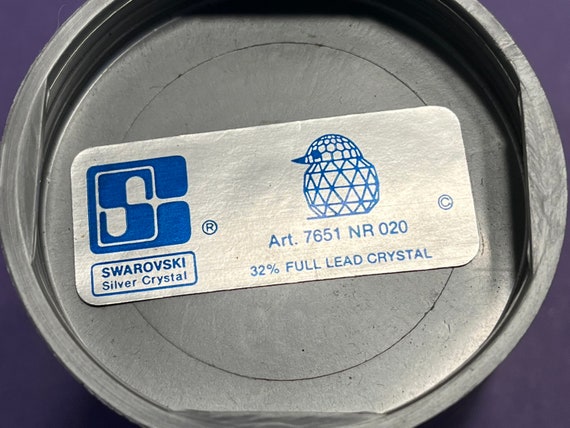 S
®
SWAROVSKI
Silver Crystal
Art. 7651 NR 020
32% FULL LEAD CRYSTAL
©